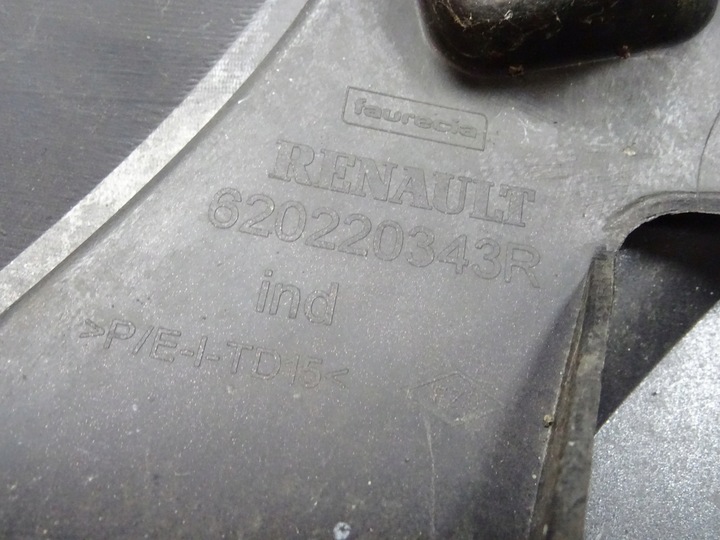 faurecia
RENAULT
620220343R
ind
>P/E-I-TD15<